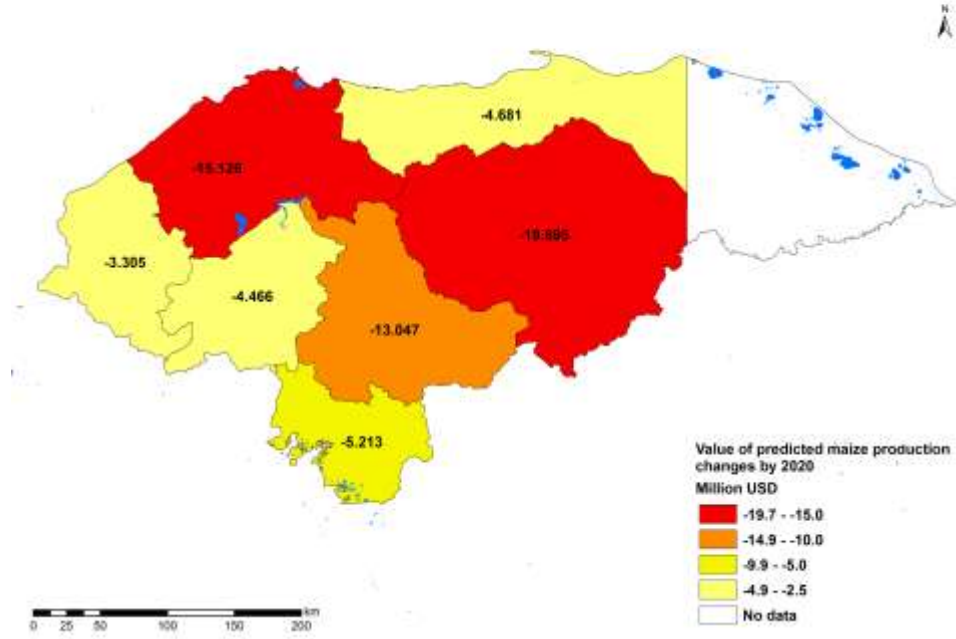 N
-4.681
-3.305
-4.466
-13.047
-5.213
Value of predicted maize production
changes by 2020
Million USD
-19.7 - -15.0
-14.9 - -10.0
-9.9 - -5.0
-4.9 - -2.5
No data
km
0 25 50 100 150 200